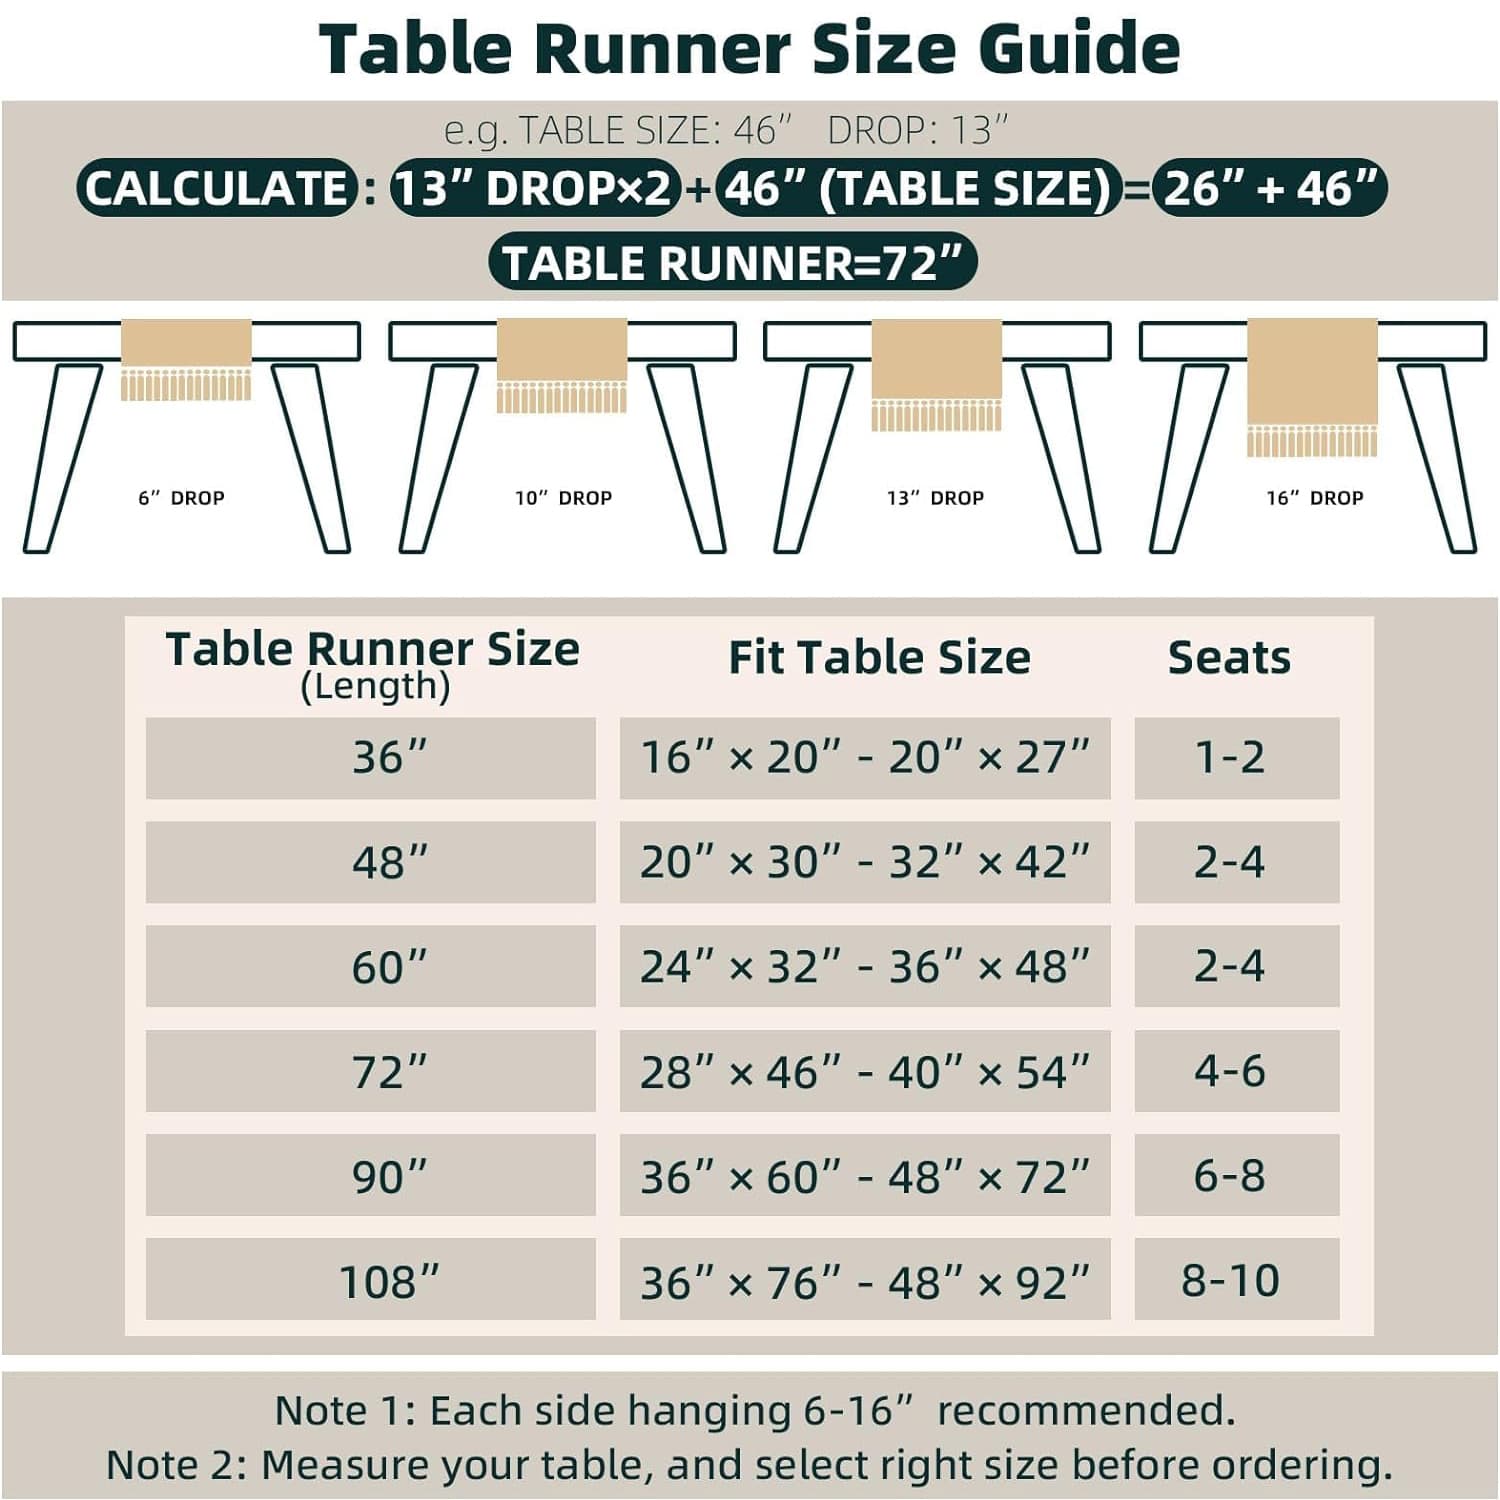 Table Runner Size Guide
e.g. TABLE SIZE: 46” DROP: 13”
CALCULATE : 13” DROP×2 + 46” (TABLE SIZE) = 26” + 46”
TABLE RUNNER=72”
6” DROP 10” DROP 13” DROP 16” DROP
Table Runner Size Fit Table Size Seats
(Length)
36” 16” × 20” - 20” × 27” 1-2
48” 20” × 30” - 32” × 42” 2-4
60” 24” × 32” - 36” × 48” 2-4
72” 28” × 46” - 40” × 54” 4-6
90” 36” × 60” - 48” × 72” 6-8
108” 36” × 76” - 48” × 92” 8-10
Note 1: Each side hanging 6-16” recommended.
Note 2: Measure your table, and select right size before ordering.